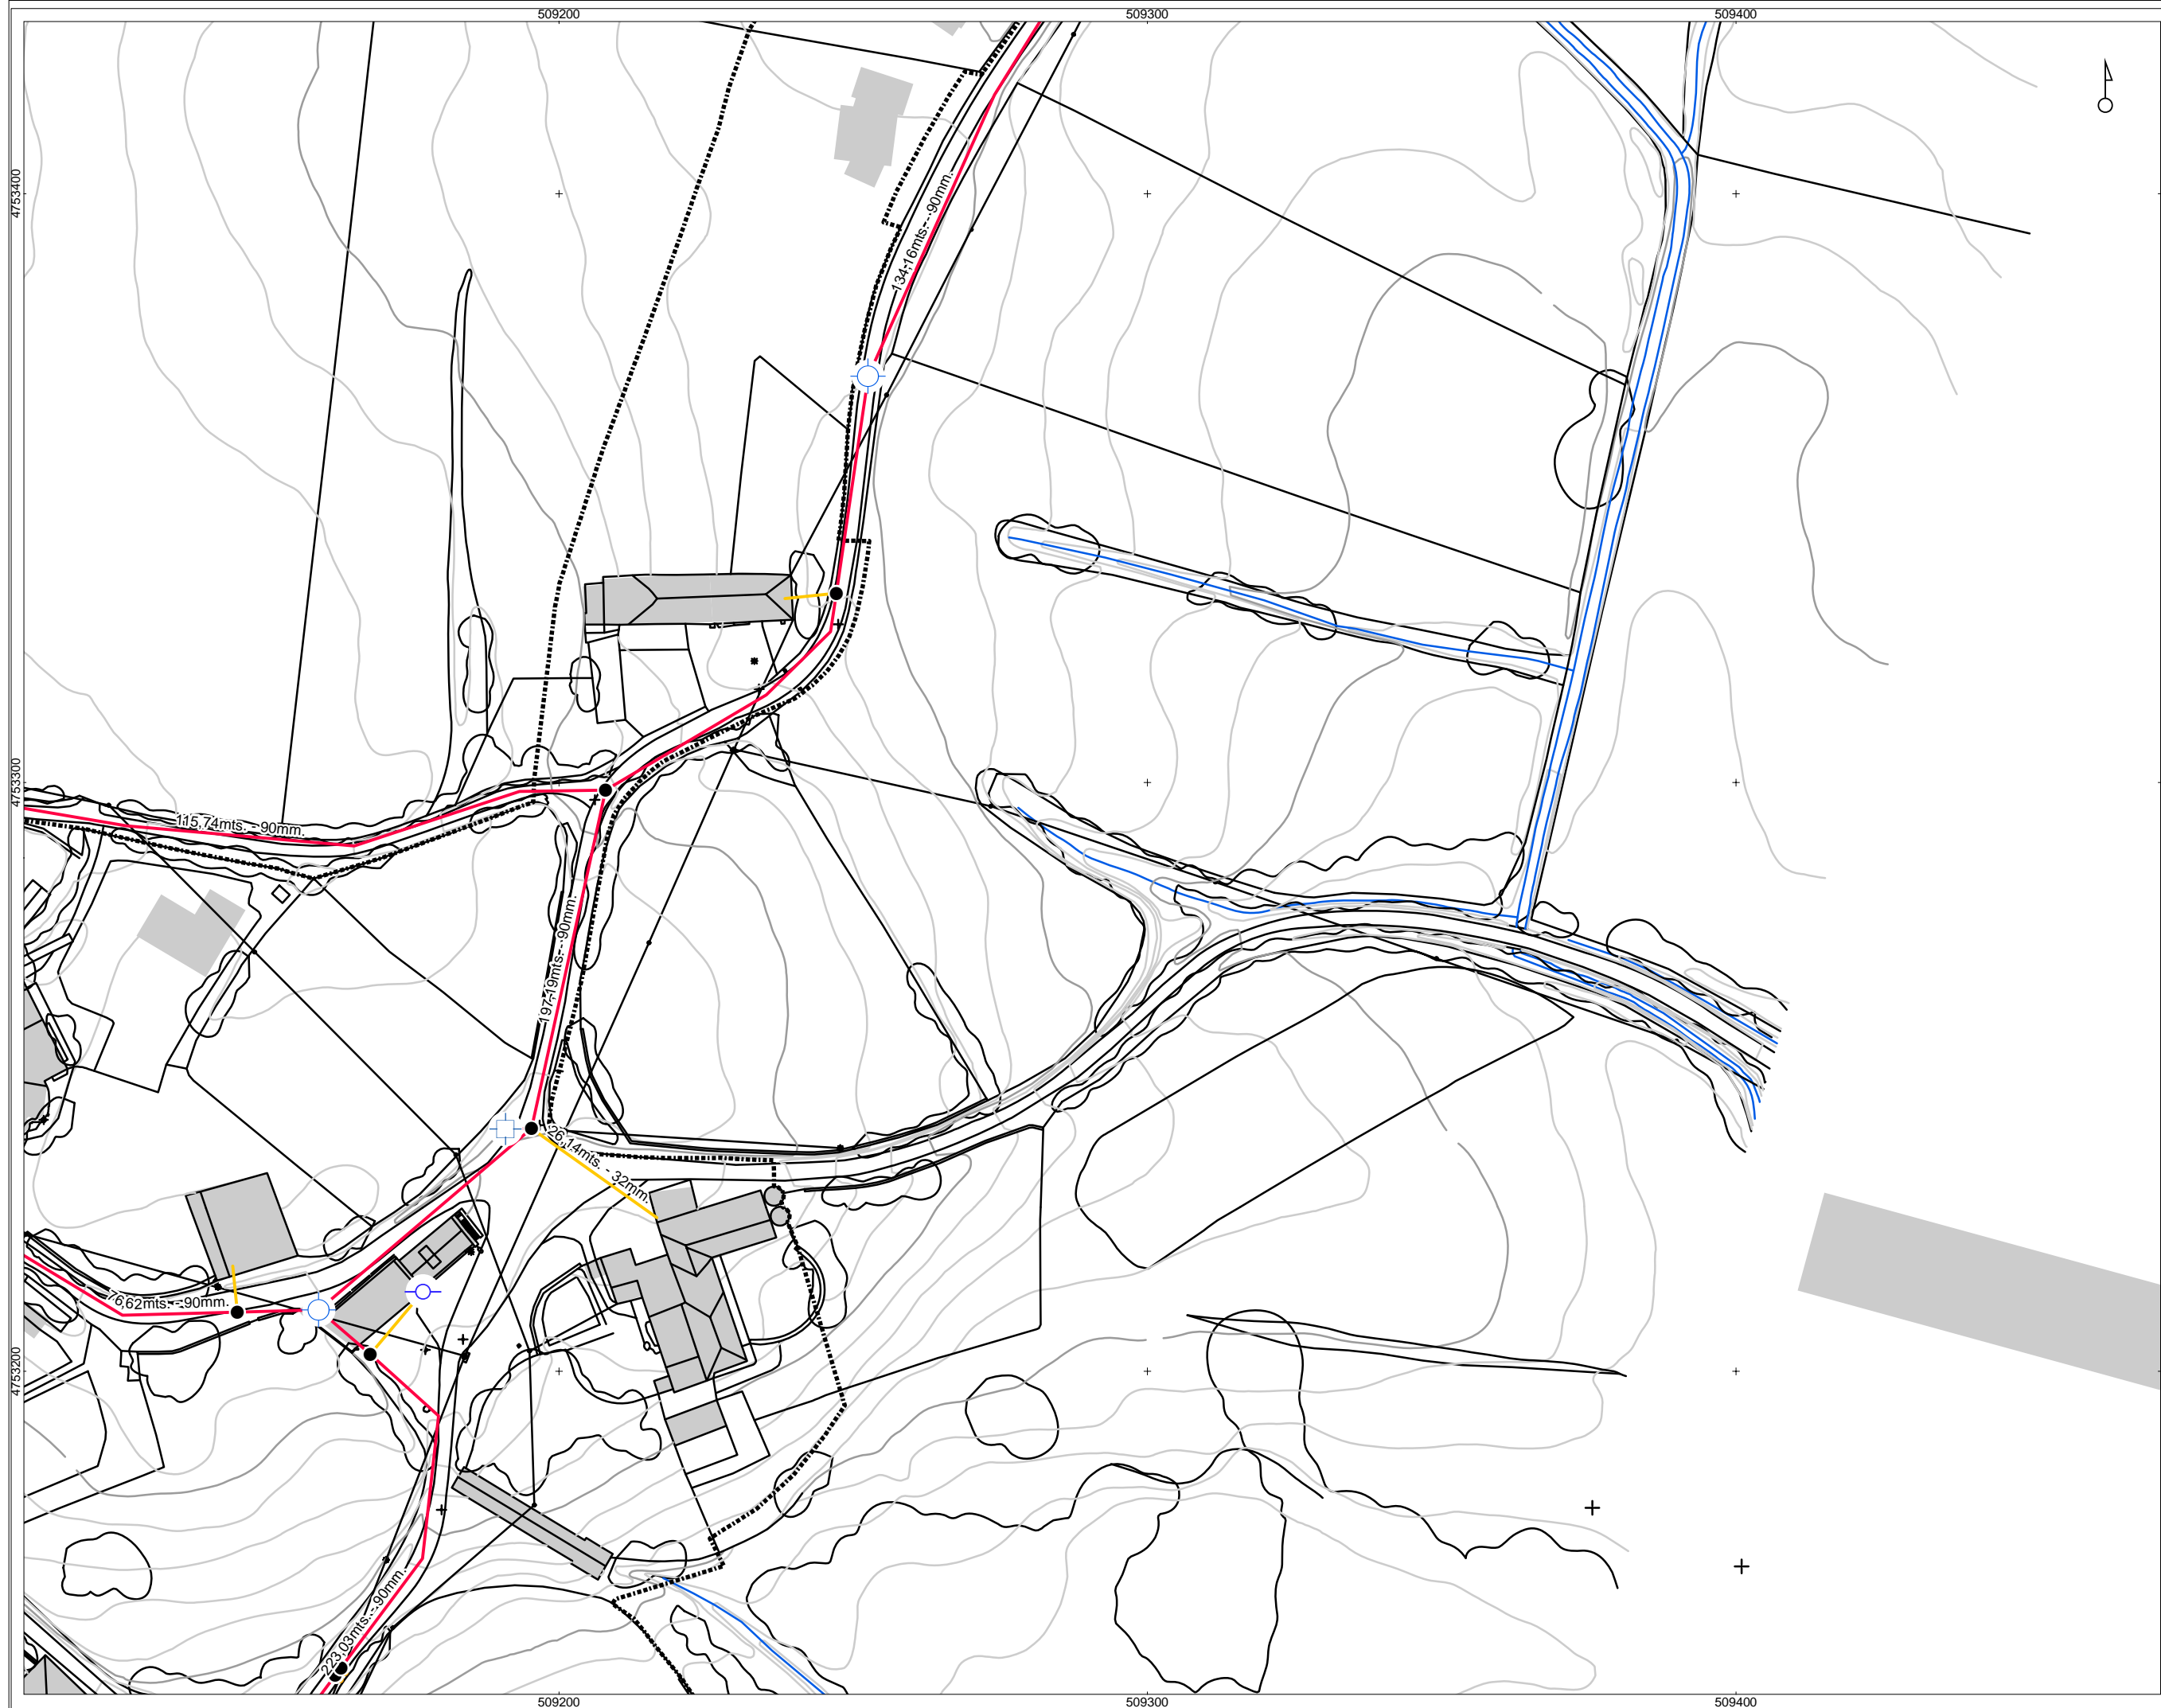 509200
509300
509400
4753400
134,16mts. - 90mm.
4753300
115,74mts. - 90mm.
197,19mts. - 90mm.
26,14mts. - 32mm.
76,62mts. - 90mm.
4753200
223,03mts. - 90mm.
509200
509300
509400